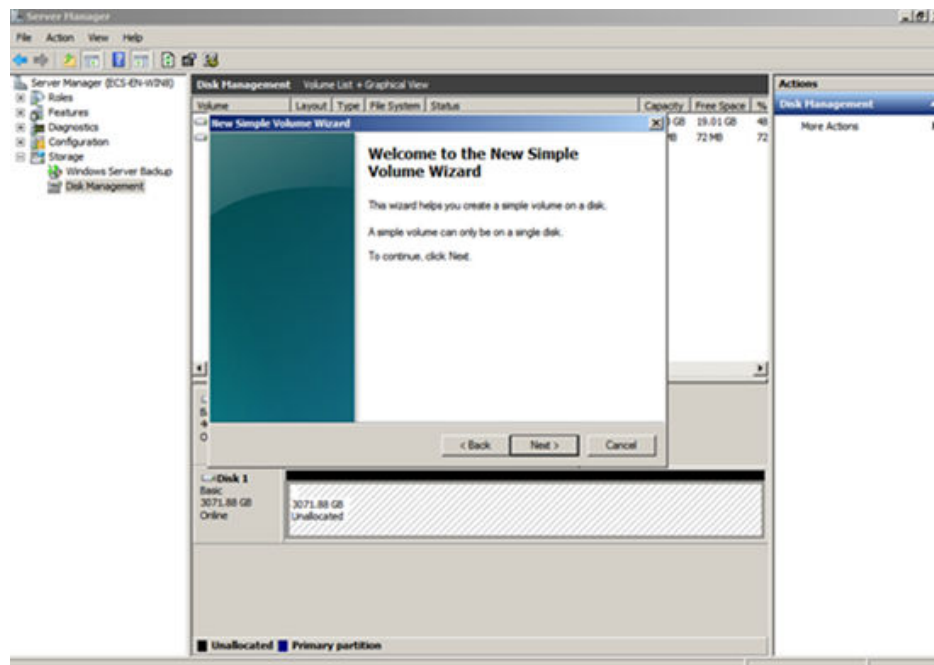 Server Manager
File Action View Help
Server Manager (ECS-EN-WIN8)
Roles
Features
Diagnostics
Configuration
Storage
Windows Server Backup
Disk Management
Disk Management Volume List + Graphical View
Volume Layout Type File System Status Capacity Free Space %
19.01 GB 48
72 MB 72
New Simple Volume Wizard
Welcome to the New Simple
Volume Wizard
This wizard helps you create a simple volume on a disk.
A simple volume can only be on a single disk.
To continue, click Next.
< Back Next > Cancel
Disk 1
Basic
3071.88 GB
Online
3071.88 GB
Unallocated
Unallocated Primary partition
Actions
Disk Management
More Actions